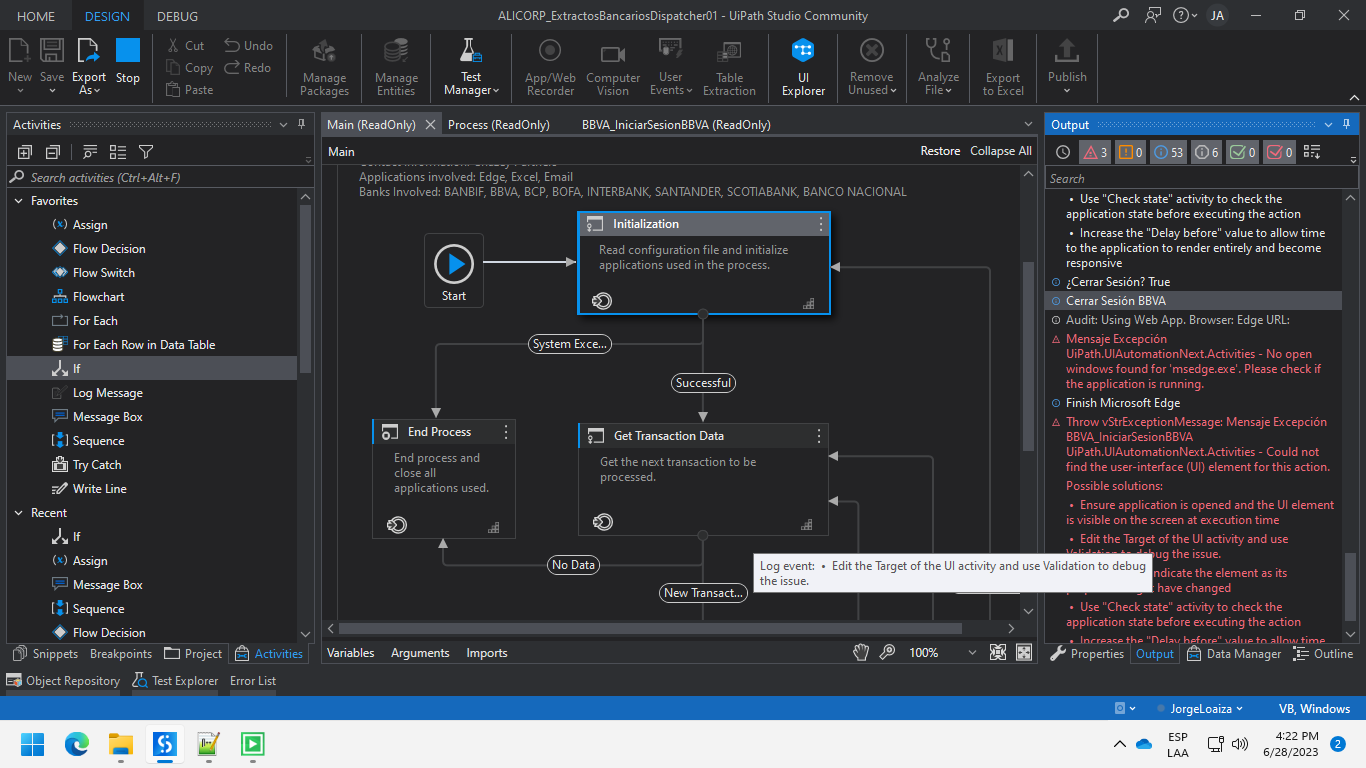 HOME
DESIGN
DEBUG
ALICORP_ExtractosBancariosDispatcher01 - UiPath Studio Community
JA
New
Save
Export As
Stop
Cut
Copy
Paste
Undo
Redo
Manage Packages
Manage Entities
Test Manager
App/Web Recorder
Computer Vision
User Events
Table Extraction
UI Explorer
Remove Unused
Analyze File
Export to Excel
Publish
Activities
Search activities (Ctrl+Alt+F)
Favorites
Assign
Flow Decision
Flow Switch
Flowchart
For Each
For Each Row in Data Table
If
Log Message
Message Box
Sequence
Try Catch
Write Line
Recent
If
Assign
Message Box
Sequence
Flow Decision
Snippets
Breakpoints
Project
Activities
Main (ReadOnly)
Process (ReadOnly)
BBVA_IniciarSesionBBVA (ReadOnly)
Main
Restore
Collapse All
Applications involved: Edge, Excel, Email
Banks Involved: BANBIF, BBVA, BCP, BOFA, INTERBANK, SANTANDER, SCOTIABANK, BANCO NACIONAL
Start
Initialization
Read configuration file and initialize
applications used in the process.
System Exce...
Successful
End Process
End process and
close all
applications used.
Get Transaction Data
Get the next transaction to be
processed.
No Data
New Transact...
Log event: • Edit the Target of the UI activity and use Validation to debug
the issue.
Variables
Arguments
Imports
100%
Output
3
0
53
6
0
0
Search
• Use "Check state" activity to check the
application state before executing the action
• Increase the "Delay before" value to allow time
to the application to render entirely and become
responsive
¿Cerrar Sesión? True
Cerrar Sesión BBVA
Audit: Using Web App. Browser: Edge URL:
Mensaje Excepción
UiPath.UIAutomationNext.Activities - No open
windows found for 'msedge.exe'. Please check if
the application is running.
Finish Microsoft Edge
Throw vStrExceptionMessage: Mensaje Excepción
BBVA_IniciarSesionBBVA
UiPath.UIAutomationNext.Activities - Could not
find the user-interface (UI) element for this action.
Possible solutions:
• Ensure application is opened and the UI element
is visible on the screen at execution time
• Edit the Target of the UI activity and use
debug the issue.
ndicate the element as its
have changed
• Use "Check state" activity to check the
application state before executing the action
• Increase the "Delay before" value to allow time
Properties
Output
Data Manager
Outline
Object Repository
Test Explorer
Error List
JorgeLoaiza
VB, Windows
ESP
LAA
4:22 PM
6/28/2023
2